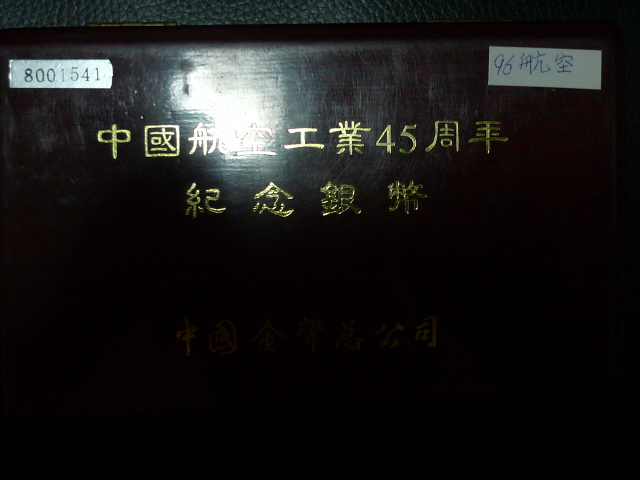 8001541
96航空
中國航空工業45周年
紀念銀幣
中國金幣总公司